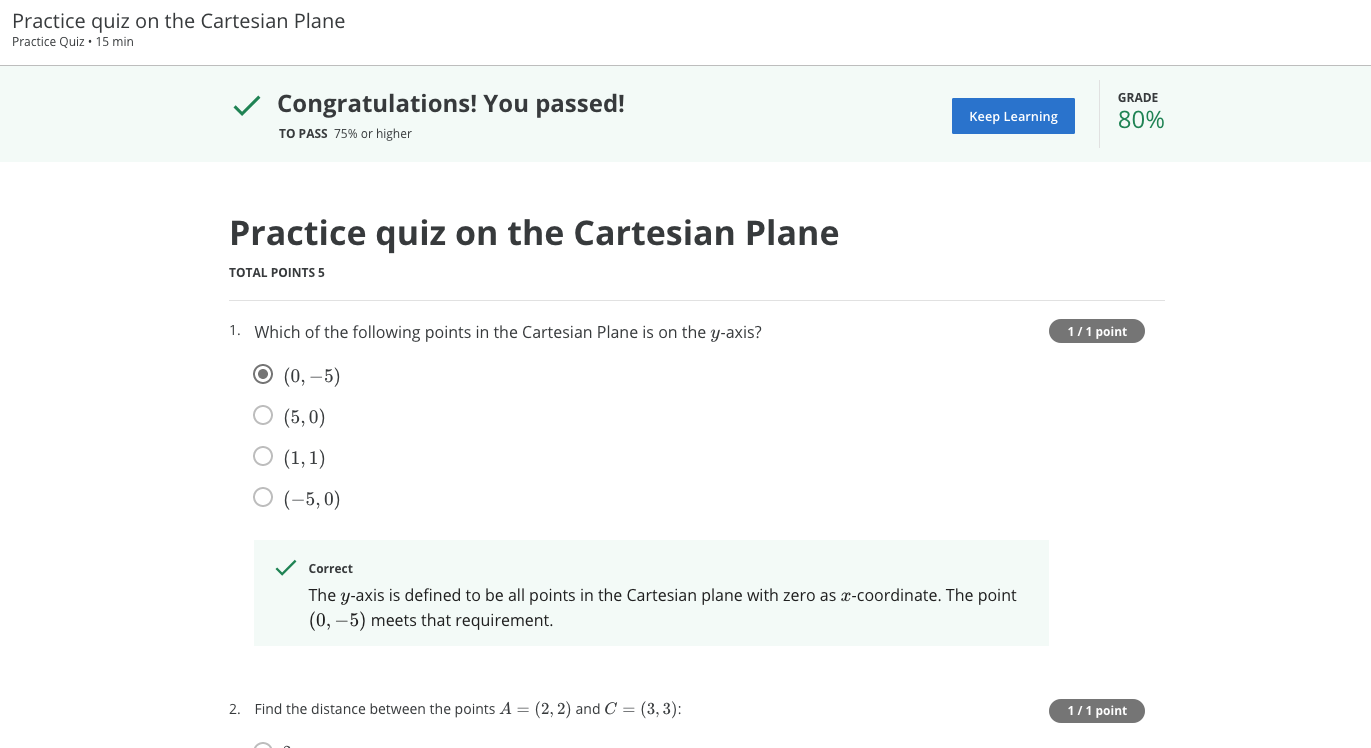 Practice quiz on the Cartesian Plane
Practice Quiz • 15 min
Congratulations! You passed!
TO PASS 75% or higher
Keep Learning
GRADE
80%
Practice quiz on the Cartesian Plane
TOTAL POINTS 5
1. Which of the following points in the Cartesian Plane is on the y-axis?
1 / 1 point
(0, −5)
(5, 0)
(1, 1)
(−5, 0)
Correct
The y-axis is defined to be all points in the Cartesian plane with zero as x-coordinate. The point
(0, −5) meets that requirement.
2. Find the distance between the points A = (2, 2) and C = (3, 3):
1 / 1 point